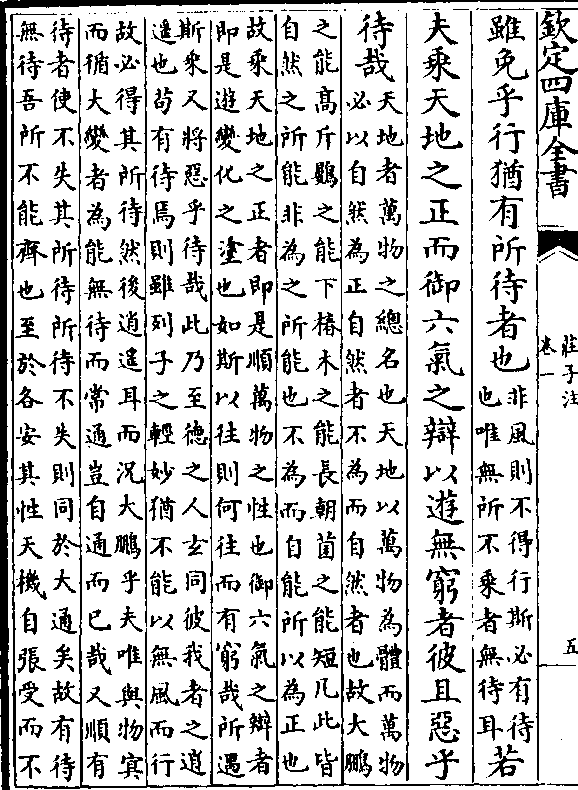 欽定四庫全書
莊子注
卷一
五
雖免乎行猶有所待者也非風則不得行斯必有待
也唯無所不乘者無待耳若
夫乘天地之正而御六氣之辯以遊無窮者彼且惡乎
待哉天地者萬物之總名也天地以萬物為體而萬物
必以自然為正自然者不為而自然者也故大鵬
之能髙斥鷃之能下椿木之能長朝菌之能短凡此皆
自然之所能非為之所能也不為而自能所以為正也
故乘天地之正者即是順萬物之性也御六氣之辯者
即是遊變化之塗也如斯以往則何往而有窮哉所遇
斯乘又將惡乎待哉此乃至德之人玄同彼我者之逍
遥也茍有待焉則雖列子之輕妙猶不能以無風而行
故必得其所待然後逍遥耳而況大鵬乎夫唯與物冥
而循大變者為能無待而常通豈自通而已哉又順有
待者使不失其所待所待不失則同於大通矣故有待
無待吾所不能齊也至於各安其性天機自張受而不